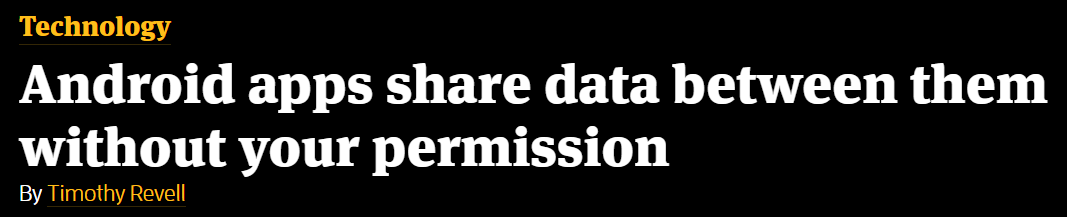 Technology
Android apps share data between them
without your permission
By Timothy Revell